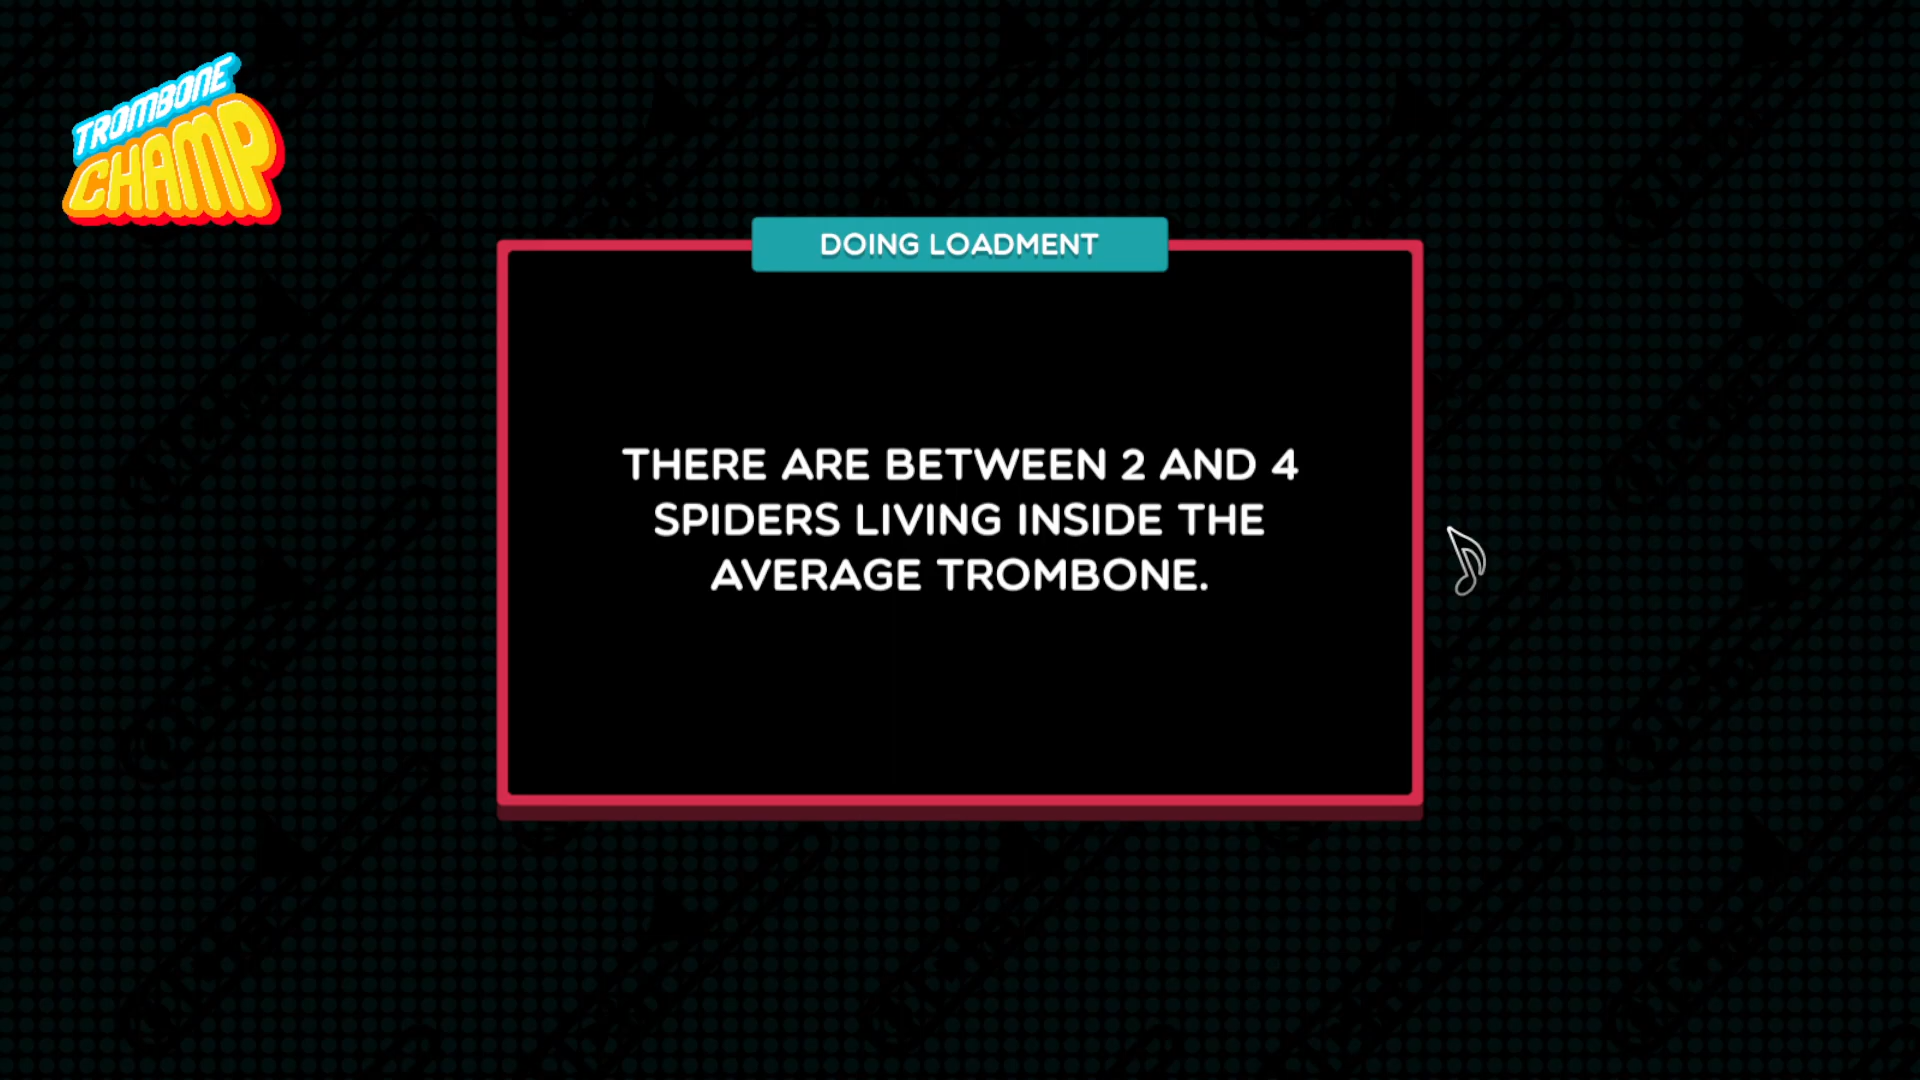 TROMBONE
CHAMP
DOING LOADMENT
THERE ARE BETWEEN 2 AND 4
SPIDERS LIVING INSIDE THE
AVERAGE TROMBONE.